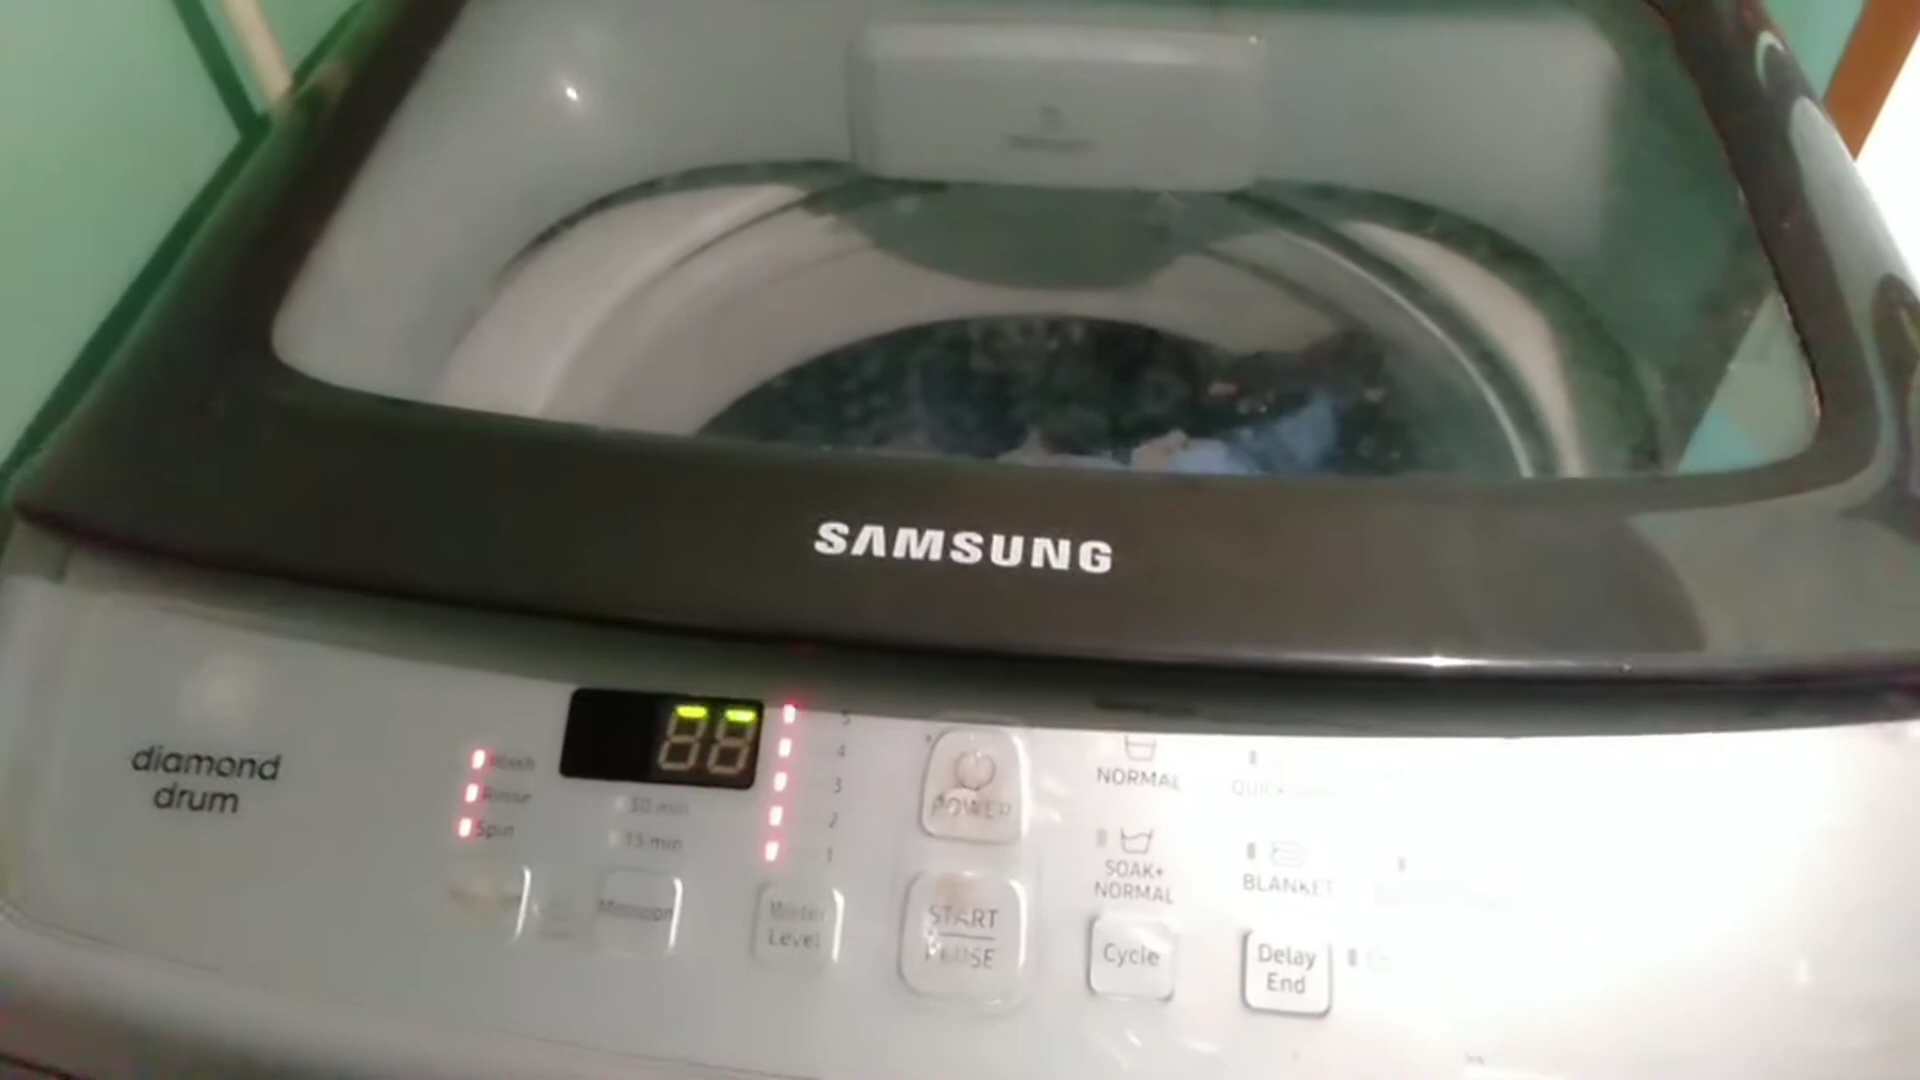 SAMSUNG
diamond
drum
Wash
Rinse
Spin
30 min
15 min
5
4
3
2
1
Monsoon
Water
Level
POWER
START
PAUSE
NORMAL
QUICK
SOAK+
NORMAL
BLANKET
Cycle
Delay
End